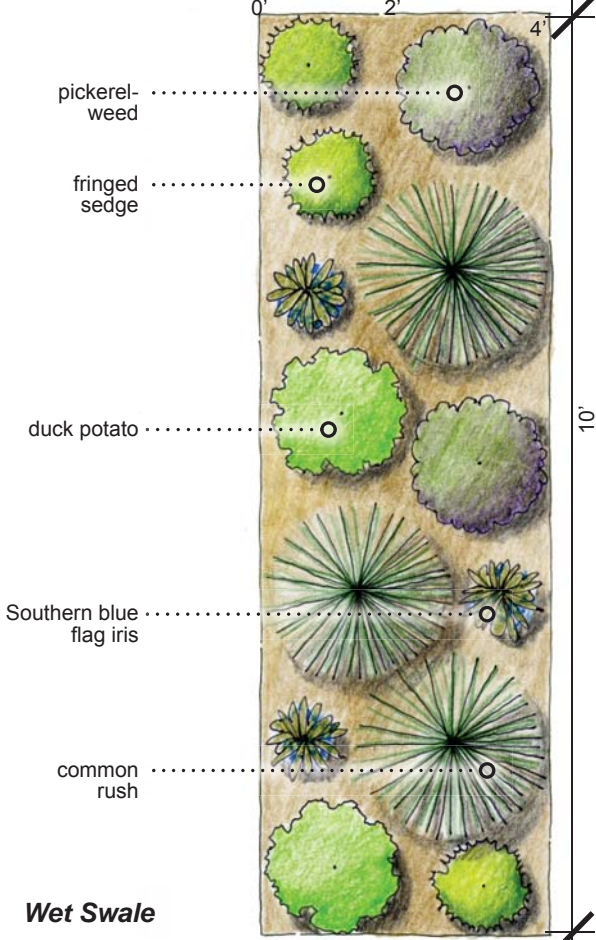 0' 2'
4'
pickerel-
weed
fringed
sedge
duck potato
10'
Southern blue
flag iris
common
rush
Wet Swale